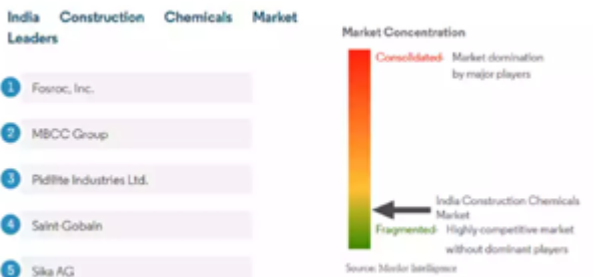 India Construction Chemicals Market
Leaders
1 Fosroc, Inc.
2 MBCC Group
3 Pidilite Industries Ltd.
4 Saint Gobain
5 Sika AG
Market Concentration
Consolidated- Market domination
by major players
India Construction Chemicals
Market
Fragmented- Highly competitive market
without dominant players
Source: Mordor Intelligence